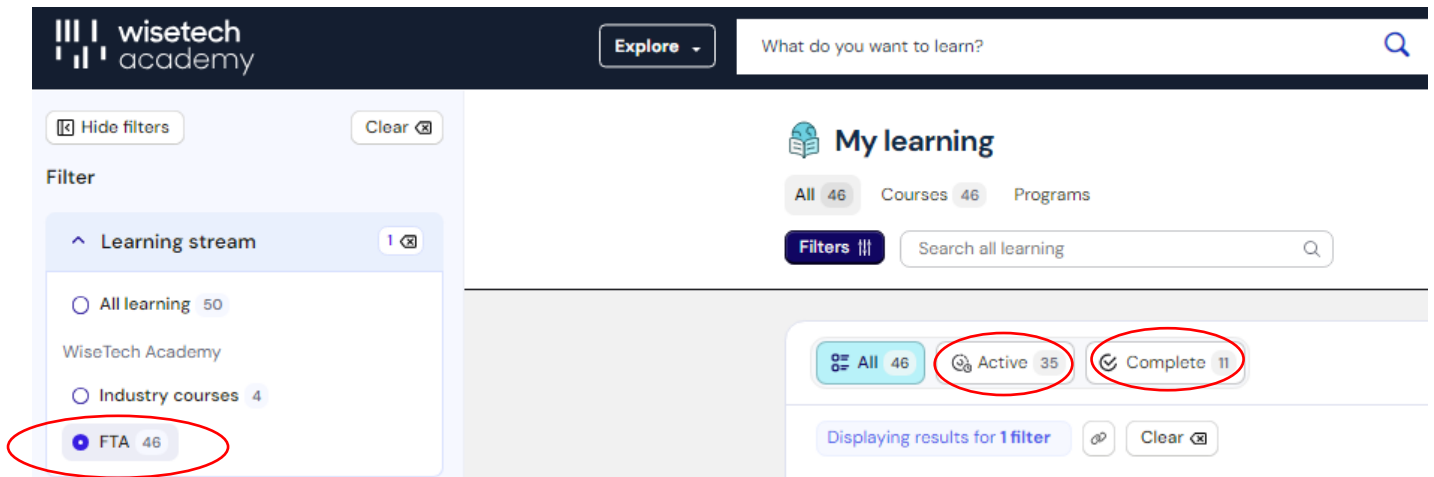 wisetech
academy
Explore
What do you want to learn?
Hide filters
Clear
Filter
Learning stream 1
All learning 50
WiseTech Academy
Industry courses 4
FTA 46
My learning
All 46 Courses 46 Programs
Filters Search all learning
All 46 Active 35 Complete 11
Displaying results for 1 filter Clear